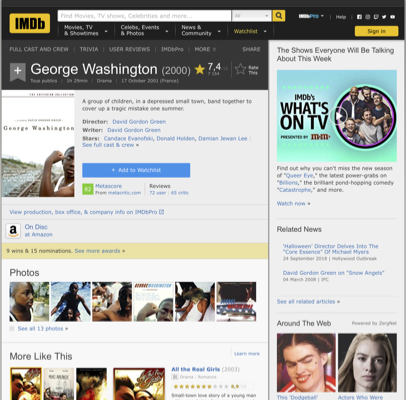 IMDb
Find Movies, TV shows, Celebrities and more...
All
IMDbPro
Help
Movies, TV
& Showtimes
Celebs, Events
& Photos
News &
Community
Watchlist
Sign in
FULL CAST AND CREW
TRIVIA
USER REVIEWS
IMDbPro
MORE
SHARE
George Washington (2000)
7,4
Rate
This
Tous publics | 1h 29min | Drama | 17 October 2001 (France)
THE CRITERION COLLECTION
George Washington
A group of children, in a depressed small town, band together
to cover up a tragic mistake one summer.
Director: David Gordon Green
Writer: David Gordon Green
Stars: Candace Evanofski, Donald Holden, Damian Jewan Lee |
See full cast & crew »
+ Add to Watchlist
82
Metascore
From metacritic.com
Reviews
72 user | 65 critic
View production, box office, & company info on IMDbPro
On Disc
at Amazon
9 wins & 15 nominations. See more awards »
Photos
See all 13 photos »
More Like This
Learn more
All the Real Girls (2003)
Drama | Romance
Small-town love story of a young man
The Shows Everyone Will Be Talking
About This Week
IMDb's
WHAT'S
ON TV
PRESENTED BY
Find out why you can't miss the new season
of "Queer Eye," the latest power-grabs on
"Billions," the brilliant pond-hopping comedy
"Catastrophe," and more.
Watch now »
Related News
'Halloween' Director Delves Into The
"Core Essence" Of Michael Myers
24 September 2018 | Hollywood Outbreak
David Gordon Green on "Snow Angels"
04 March 2008 | IFC
See all related articles »
Around The Web
Powered by ZergNet
This 'Dodgeball'
Actors Who Were